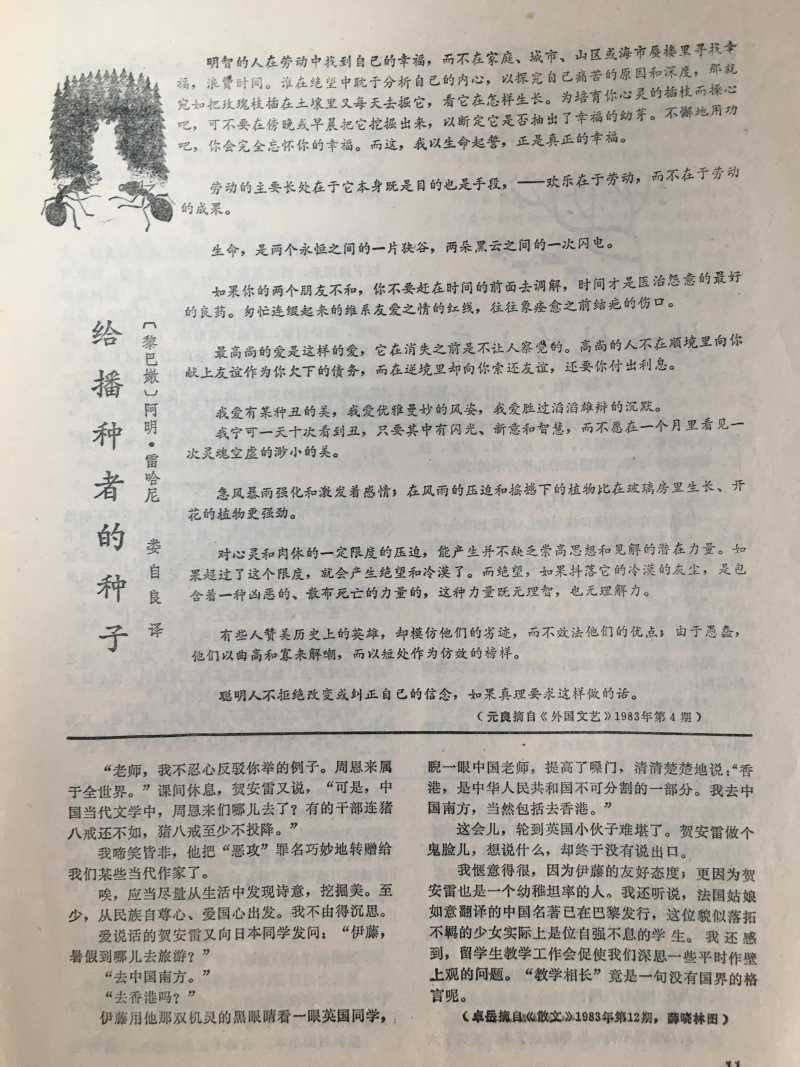 给播种者的种子
〔黎巴嫩〕阿明·雷哈尼
娄自良 译
明智的人在劳动中找到自己的幸福，而不在家庭、城市、山区或海市蜃楼里寻找幸
福，浪费时间。谁在绝望中耽于分析自己的内心，以探究自己痛苦的原因和深度，那就
宛如把玫瑰枝插在土壤里又每天去掘它，看它在怎样生长。为培育你心灵的插枝而操心
吧，可不要在傍晚或早晨把它挖掘出来，以断定它是否抽出了幸福的幼芽。不懈地用功
吧，你会完全忘怀你的幸福。而这，我以生命起誓，正是真正的幸福。
劳动的主要长处在于它本身既是目的也是手段，——欢乐在于劳动，而不在于劳动
的成果。
生命，是两个永恒之间的一片狭谷，两朵黑云之间的一次闪电。
如果你的两个朋友不和，你不要赶在时间的前面去调解，时间才是医治怨恚的最好
的良药。匆忙连缀起来的维系友爱之情的红线，往往象痊愈之前结疤的伤口。
最高尚的爱是这样的爱，它在消失之前是不让人察觉的。高尚的人不在顺境里向你
献上友谊作为你欠下的债务，而在逆境里却向你索还友谊，还要你付出利息。
我爱有某种丑的美，我爱优雅曼妙的风姿，我爱胜过滔滔雄辩的沉默。
我宁可一天十次看到丑，只要其中有闪光、新意和智慧，而不愿在一个月里看见一
次灵魂空虚的渺小的美。
急风暴雨强化和激发着感情；在风雨的压迫和摇撼下的植物比在玻璃房里生长、开
花的植物更强劲。
对心灵和肉体的一定限度的压迫，能产生并不缺乏崇高思想和见解的潜在力量。如
果超过了这个限度，就会产生绝望和冷漠了。而绝望，如果抖落它的冷漠的灰尘，是包
含着一种凶恶的、散布死亡的力量的，这种力量既无理智，也无理解力。
有些人赞美历史上的英雄，却模仿他们的劣迹，而不效法他们的优点；由于愚蠢，
他们以曲高和寡来解嘲，而以短处作为仿效的榜样。
聪明人不拒绝改变或纠正自己的信念，如果真理要求这样做的话。
（元良摘自《外国文艺》1983年第4期）
“老师，我不忍心反驳你举的例子。周恩来属
于全世界。”课间休息，贺安雷又说，“可是，中
国当代文学中，周恩来们哪儿去了？有的干部连猪
八戒还不如，猪八戒至少不投降。”
我啼笑皆非，他把“恶攻”罪名巧妙地转赠给
我们某些当代作家了。
唉，应当尽量从生活中发现诗意，挖掘美。至
少，从民族自尊心、爱国心出发。我不由得沉思。
爱说话的贺安雷又向日本同学发问：“伊藤，
暑假到哪儿去旅游？”
“去中国南方。”
“去香港吗？”
伊藤用他那双机灵的黑眼睛看一眼英国同学，
睨一眼中国老师，提高了嗓门，清清楚楚地说：“香
港，是中华人民共和国不可分割的一部分。我去中
国南方，当然包括去香港。”
这会儿，轮到英国小伙子难堪了。贺安雷做个
鬼脸儿，想说什么，却终于没有说出口。
我惬意得很，因为伊藤的友好态度；更因为贺
安雷也是一个幼稚坦率的人。我还听说，法国姑娘
如意翻译的中国名著已在巴黎发行，这位貌似落拓
不羁的少女实际上是位自强不息的学生。我还感
到，留学生教学工作会促使我们深思一些平时作壁
上观的问题。“教学相长”竟是一句没有国界的格
言呢。
（卓岳摘自《散文》1983年第12期，薛晓林图）
11